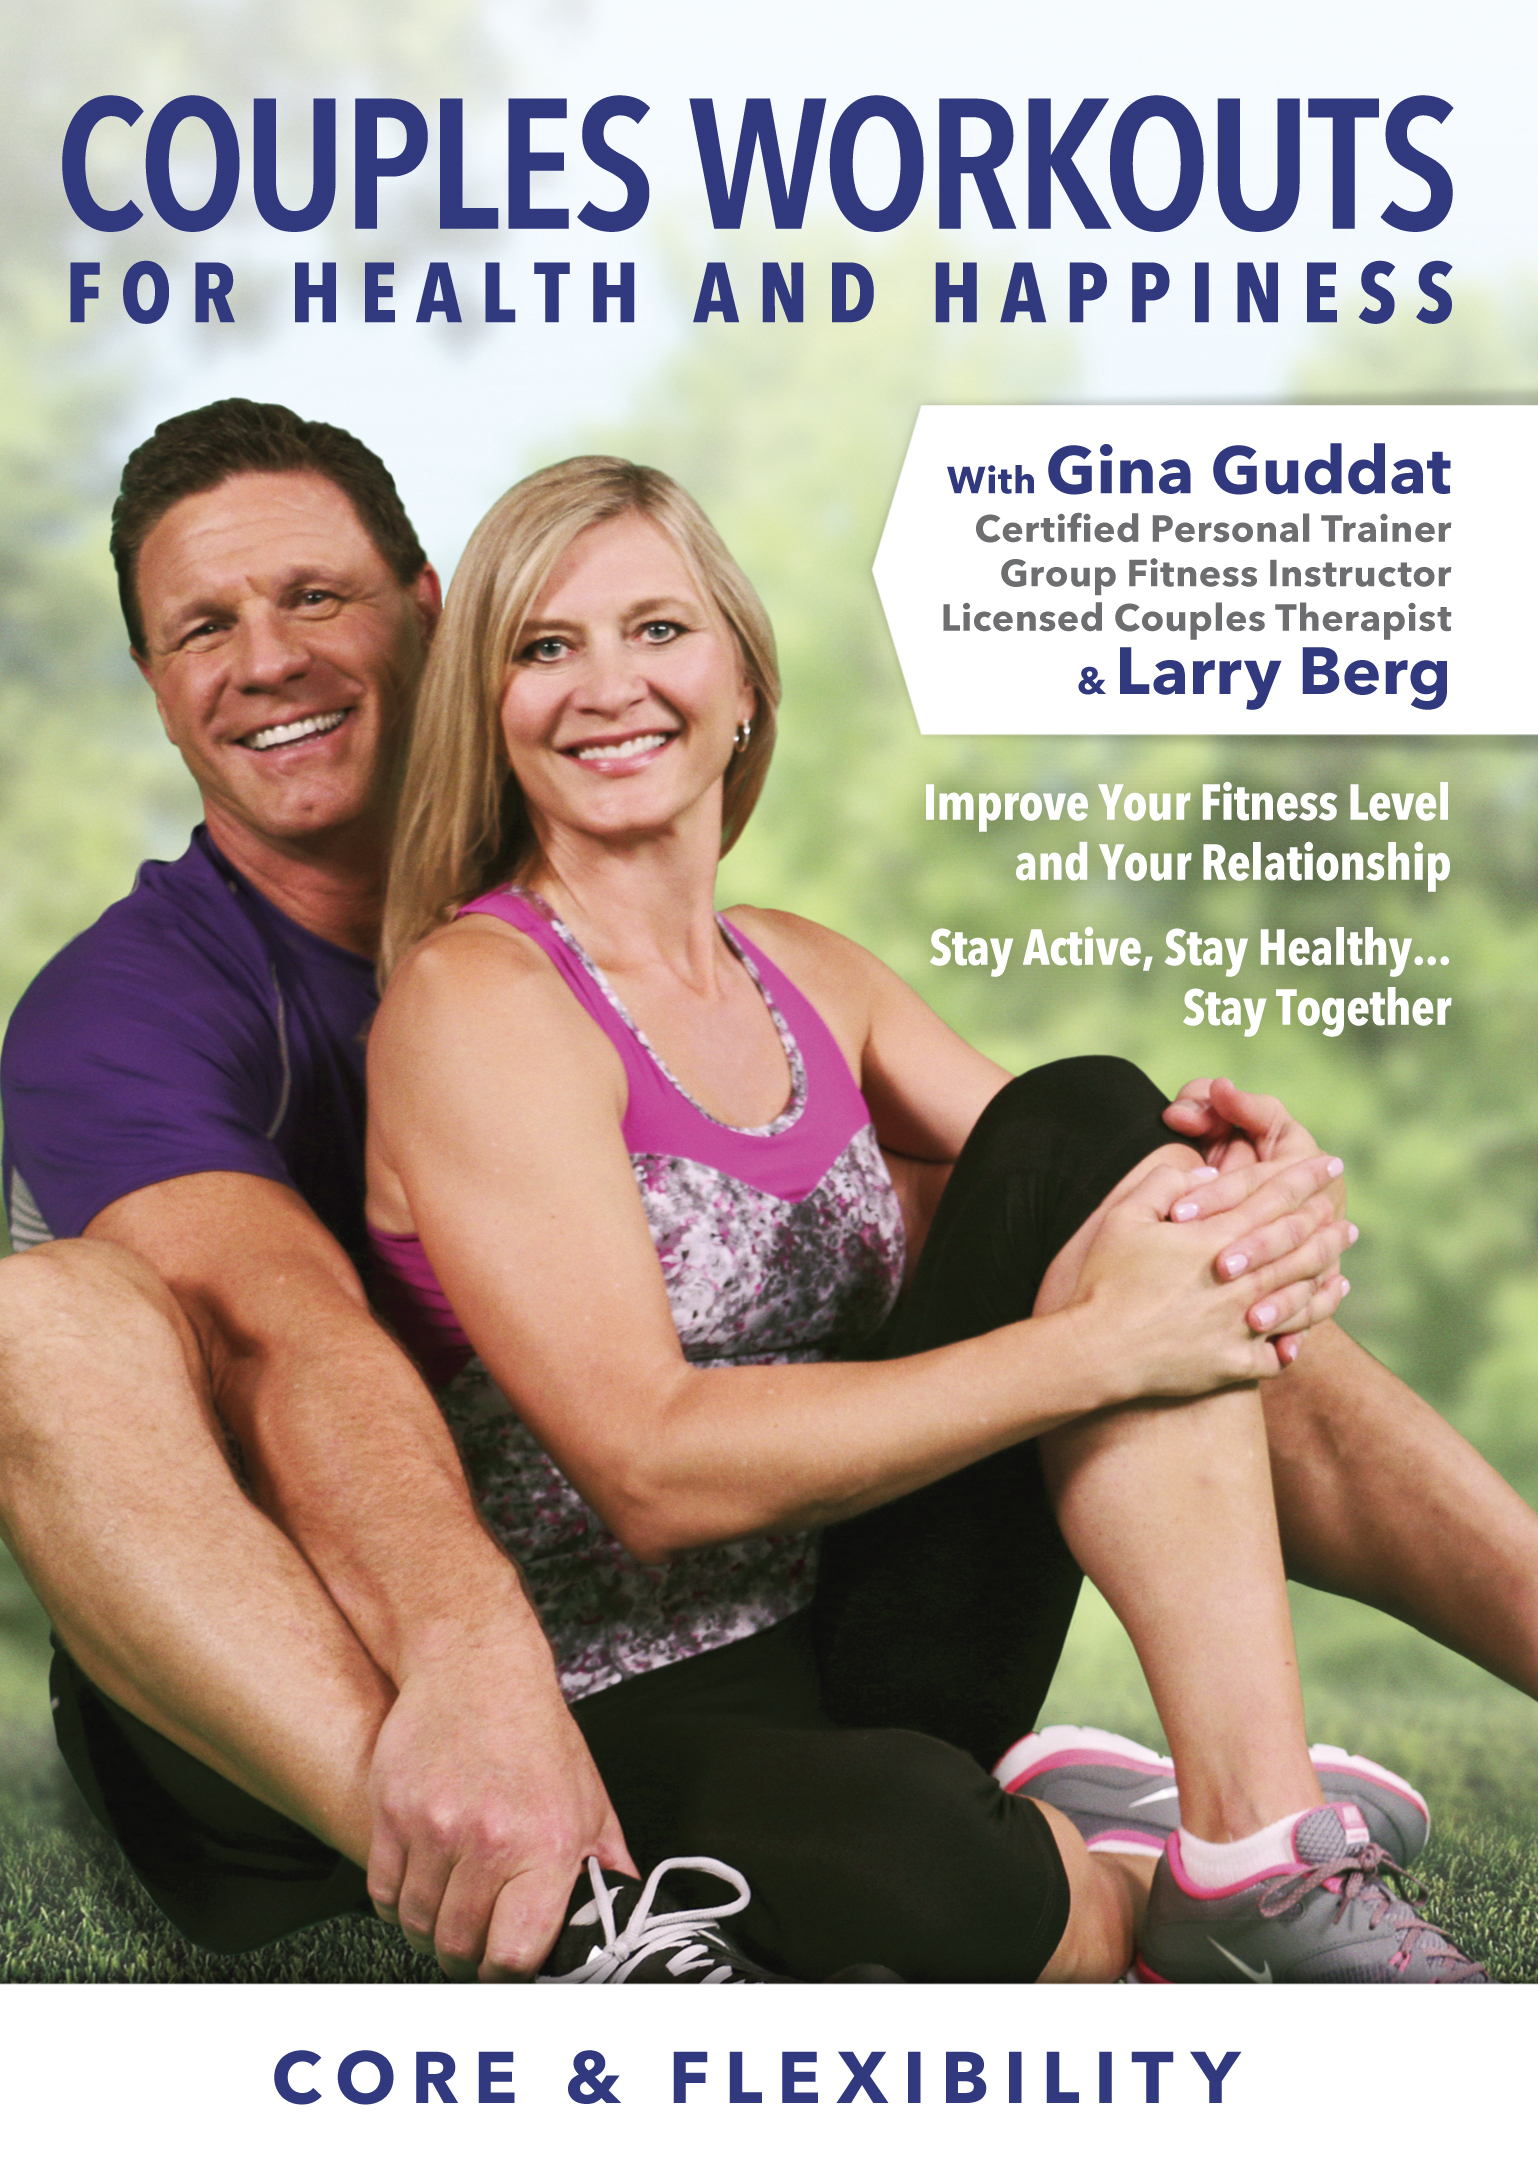 COUPLES WORKOUTS
FOR HEALTH AND HAPPINESS
With Gina Guddat
Certified Personal Trainer
Group Fitness Instructor
Licensed Couples Therapist
& Larry Berg
Improve Your Fitness Level
and Your Relationship
Stay Active, Stay Healthy...
Stay Together
CORE & FLEXIBILITY